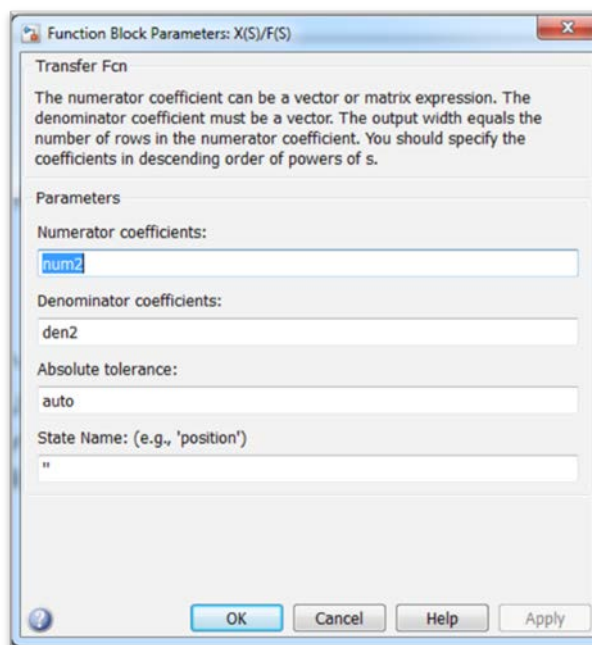 Function Block Parameters: X(S)/F(S)
Transfer Fcn
The numerator coefficient can be a vector or matrix expression. The
denominator coefficient must be a vector. The output width equals the
number of rows in the numerator coefficient. You should specify the
coefficients in descending order of powers of s.
Parameters
Numerator coefficients:
num2
Denominator coefficients:
den2
Absolute tolerance:
auto
State Name: (e.g., 'position')
''
OK Cancel Help Apply